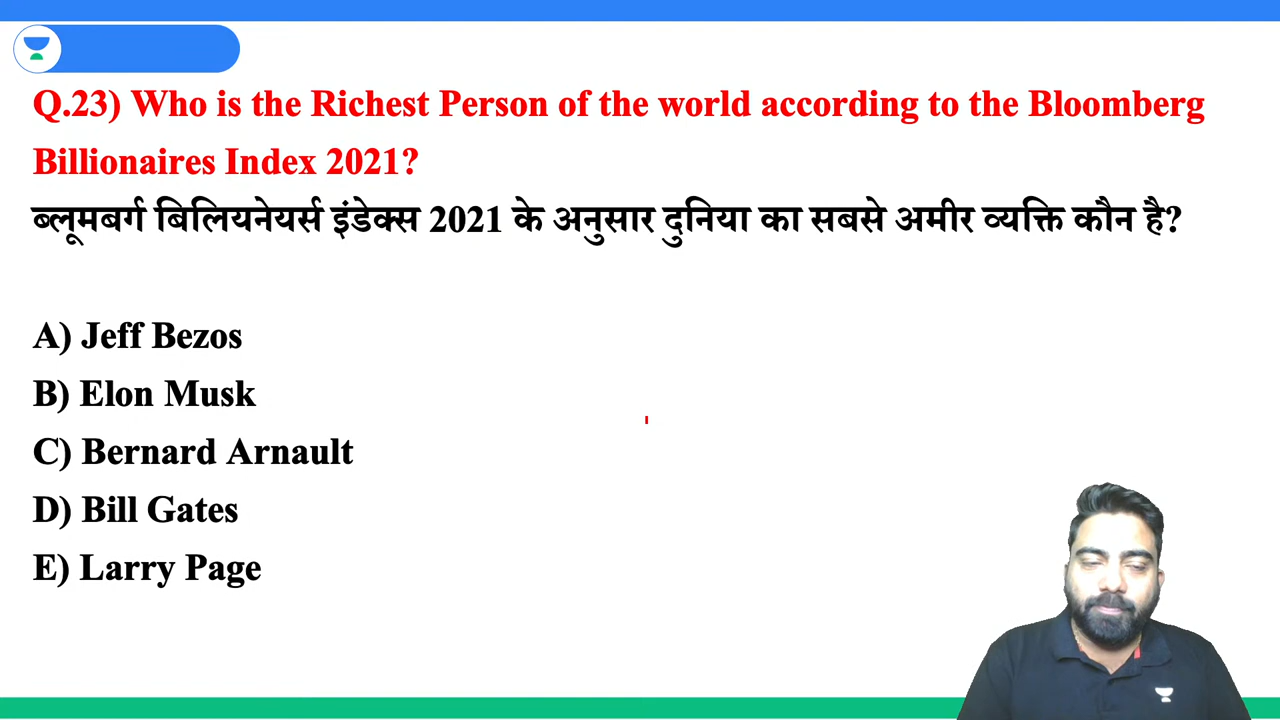 Q.23) Who is the Richest Person of the world according to the Bloomberg
Billionaires Index 2021?
ब्लूमबर्ग बिलियनेयर्स इंडेक्स 2021 के अनुसार दुनिया का सबसे अमीर व्यक्ति कौन है?
A) Jeff Bezos
B) Elon Musk
C) Bernard Arnault
D) Bill Gates
E) Larry Page